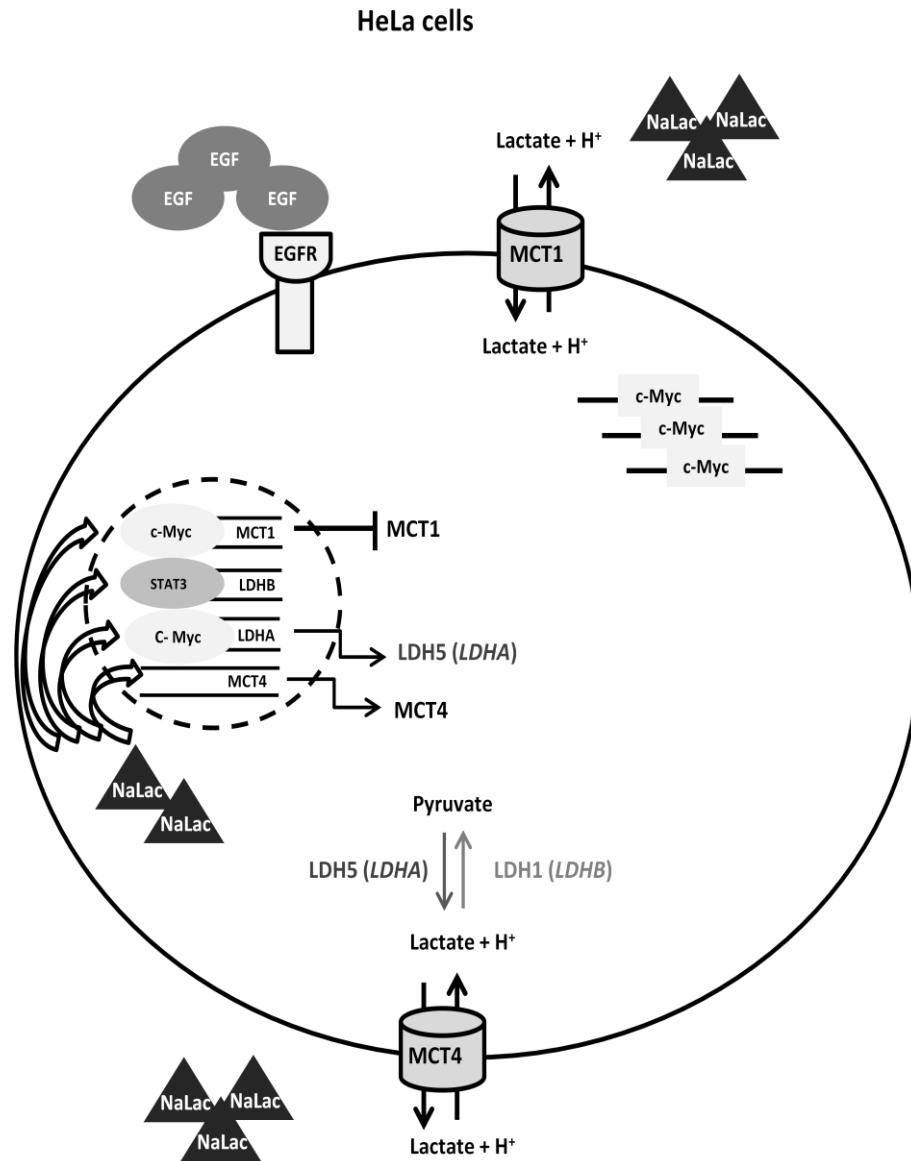 HeLa cells
NaLac
NaLac
NaLac
Lactate + H⁺
EGF
EGF
EGF
EGFR
MCT1
Lactate + H⁺
c-Myc
c-Myc
c-Myc
c-Myc MCT1 MCT1
STAT3 LDHB
C- Myc LDHA LDH5 (LDHA)
MCT4 MCT4
NaLac
NaLac
Pyruvate
LDH5 (LDHA) LDH1 (LDHB)
Lactate + H⁺
MCT4
NaLac
NaLac
NaLac
Lactate + H⁺